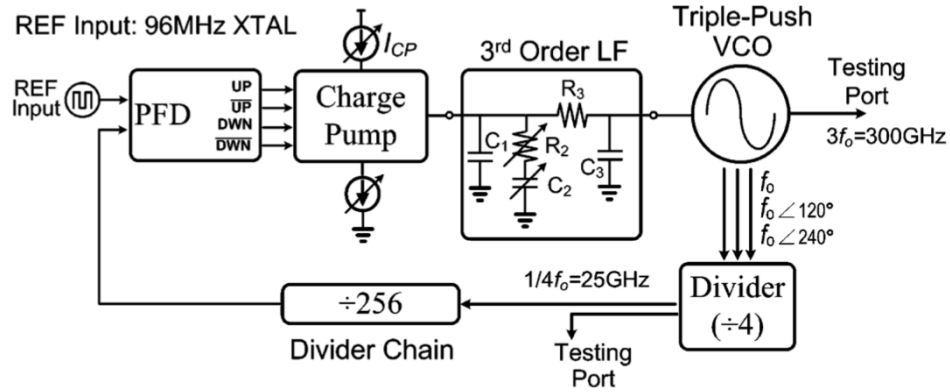 REF Input: 96MHz XTAL
REF
Input
PFD
UP
UP
DWN
DWN
I_CP
Charge
Pump
3rd Order LF
C1
R2
C2
R3
C3
Triple-Push
VCO
Testing
Port
3fo=300GHz
fo
fo∠120°
fo∠240°
Divider
(÷4)
1/4fo=25GHz
Testing
Port
÷256
Divider Chain